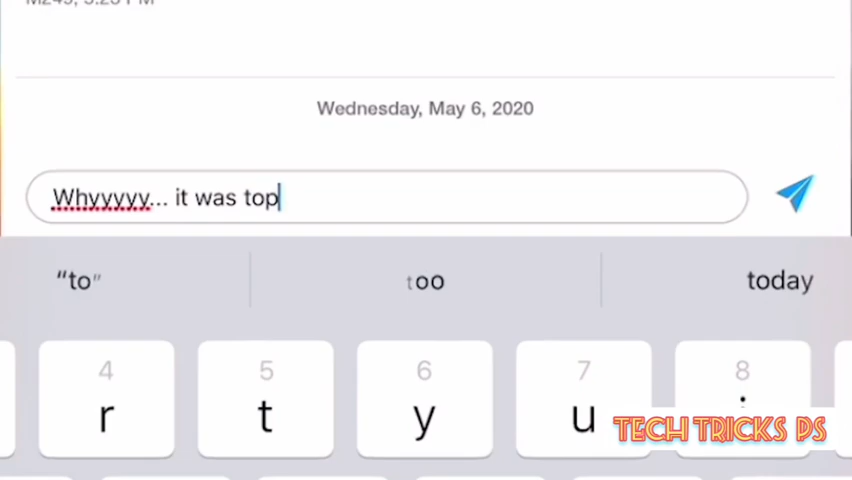 Wednesday, May 6, 2020
Whyyyyy... it was top
"to" too today
4 5 6 7 8
r t y u
TECH TRICKS PS